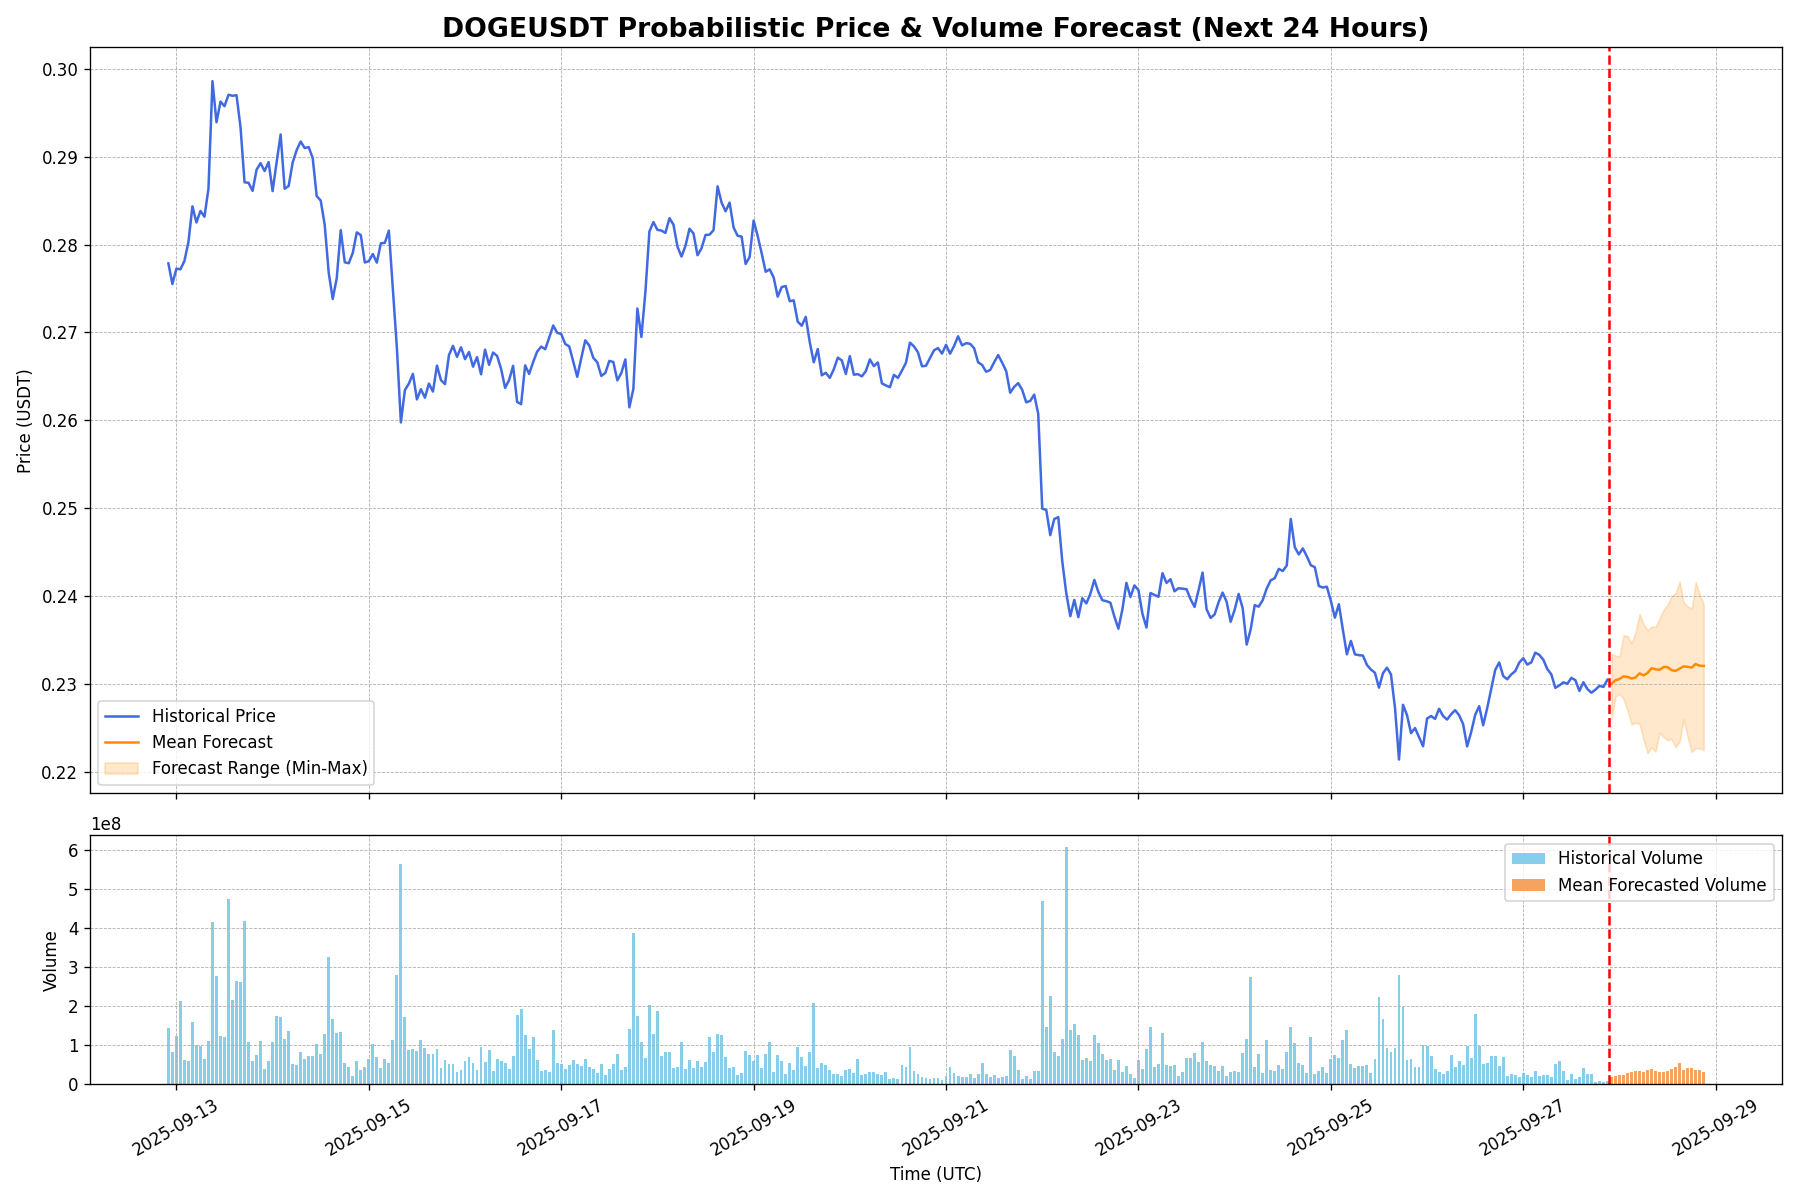 DOGEUSDT Probabilistic Price & Volume Forecast (Next 24 Hours)
Price (USDT)
0.30
0.29
0.28
0.27
0.26
0.25
0.24
0.23
0.22
Historical Price
Mean Forecast
Forecast Range (Min-Max)
1e8
Volume
6
5
4
3
2
1
0
Historical Volume
Mean Forecasted Volume
2025-09-13
2025-09-15
2025-09-17
2025-09-19
2025-09-21
2025-09-23
2025-09-25
2025-09-27
2025-09-29
Time (UTC)